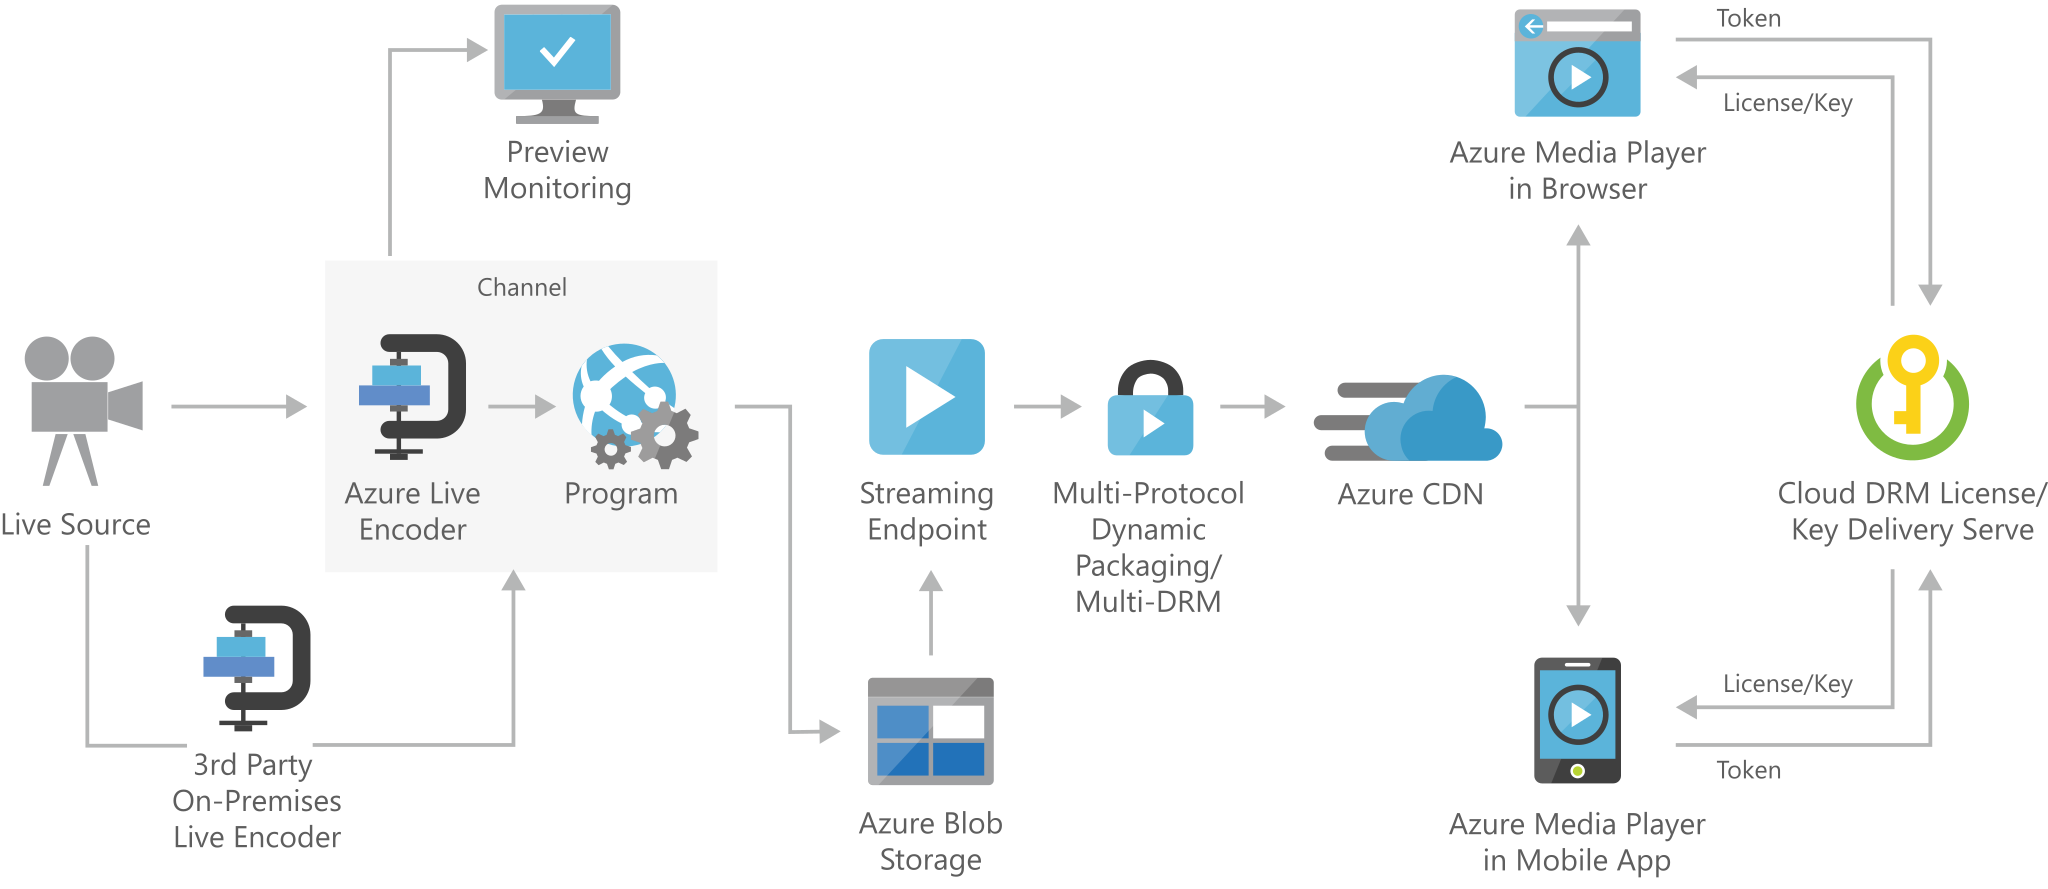 Token
License/Key
Preview
Monitoring
Azure Media Player
in Browser
Channel
Live Source
Azure Live
Encoder
Program
Streaming
Endpoint
Multi-Protocol
Dynamic
Packaging/
Multi-DRM
Azure CDN
Cloud DRM License/
Key Delivery Serve
3rd Party
On-Premises
Live Encoder
Azure Blob
Storage
License/Key
Token
Azure Media Player
in Mobile App